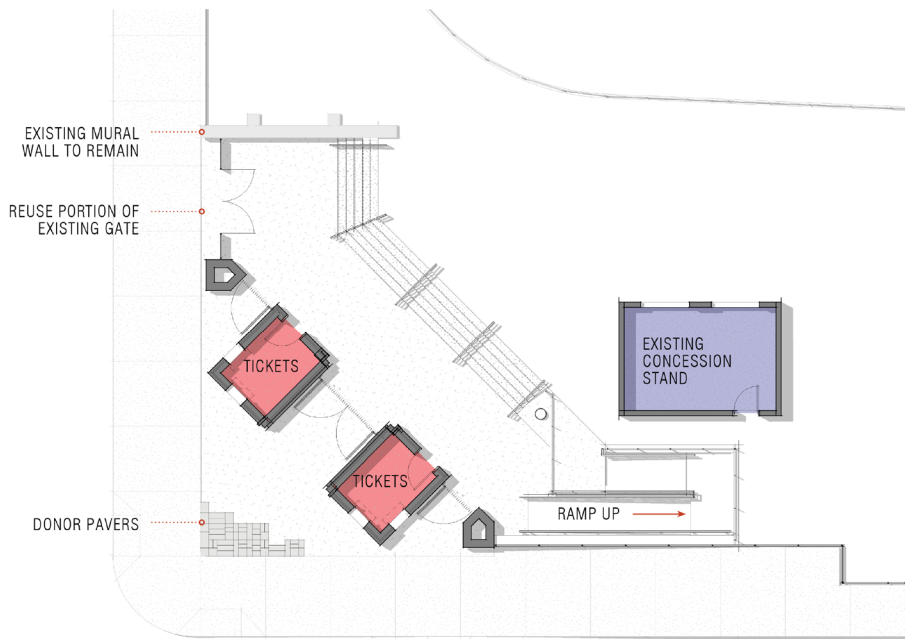 EXISTING MURAL
WALL TO REMAIN
REUSE PORTION OF
EXISTING GATE
TICKETS
EXISTING
CONCESSION
STAND
TICKETS
DONOR PAVERS
RAMP UP